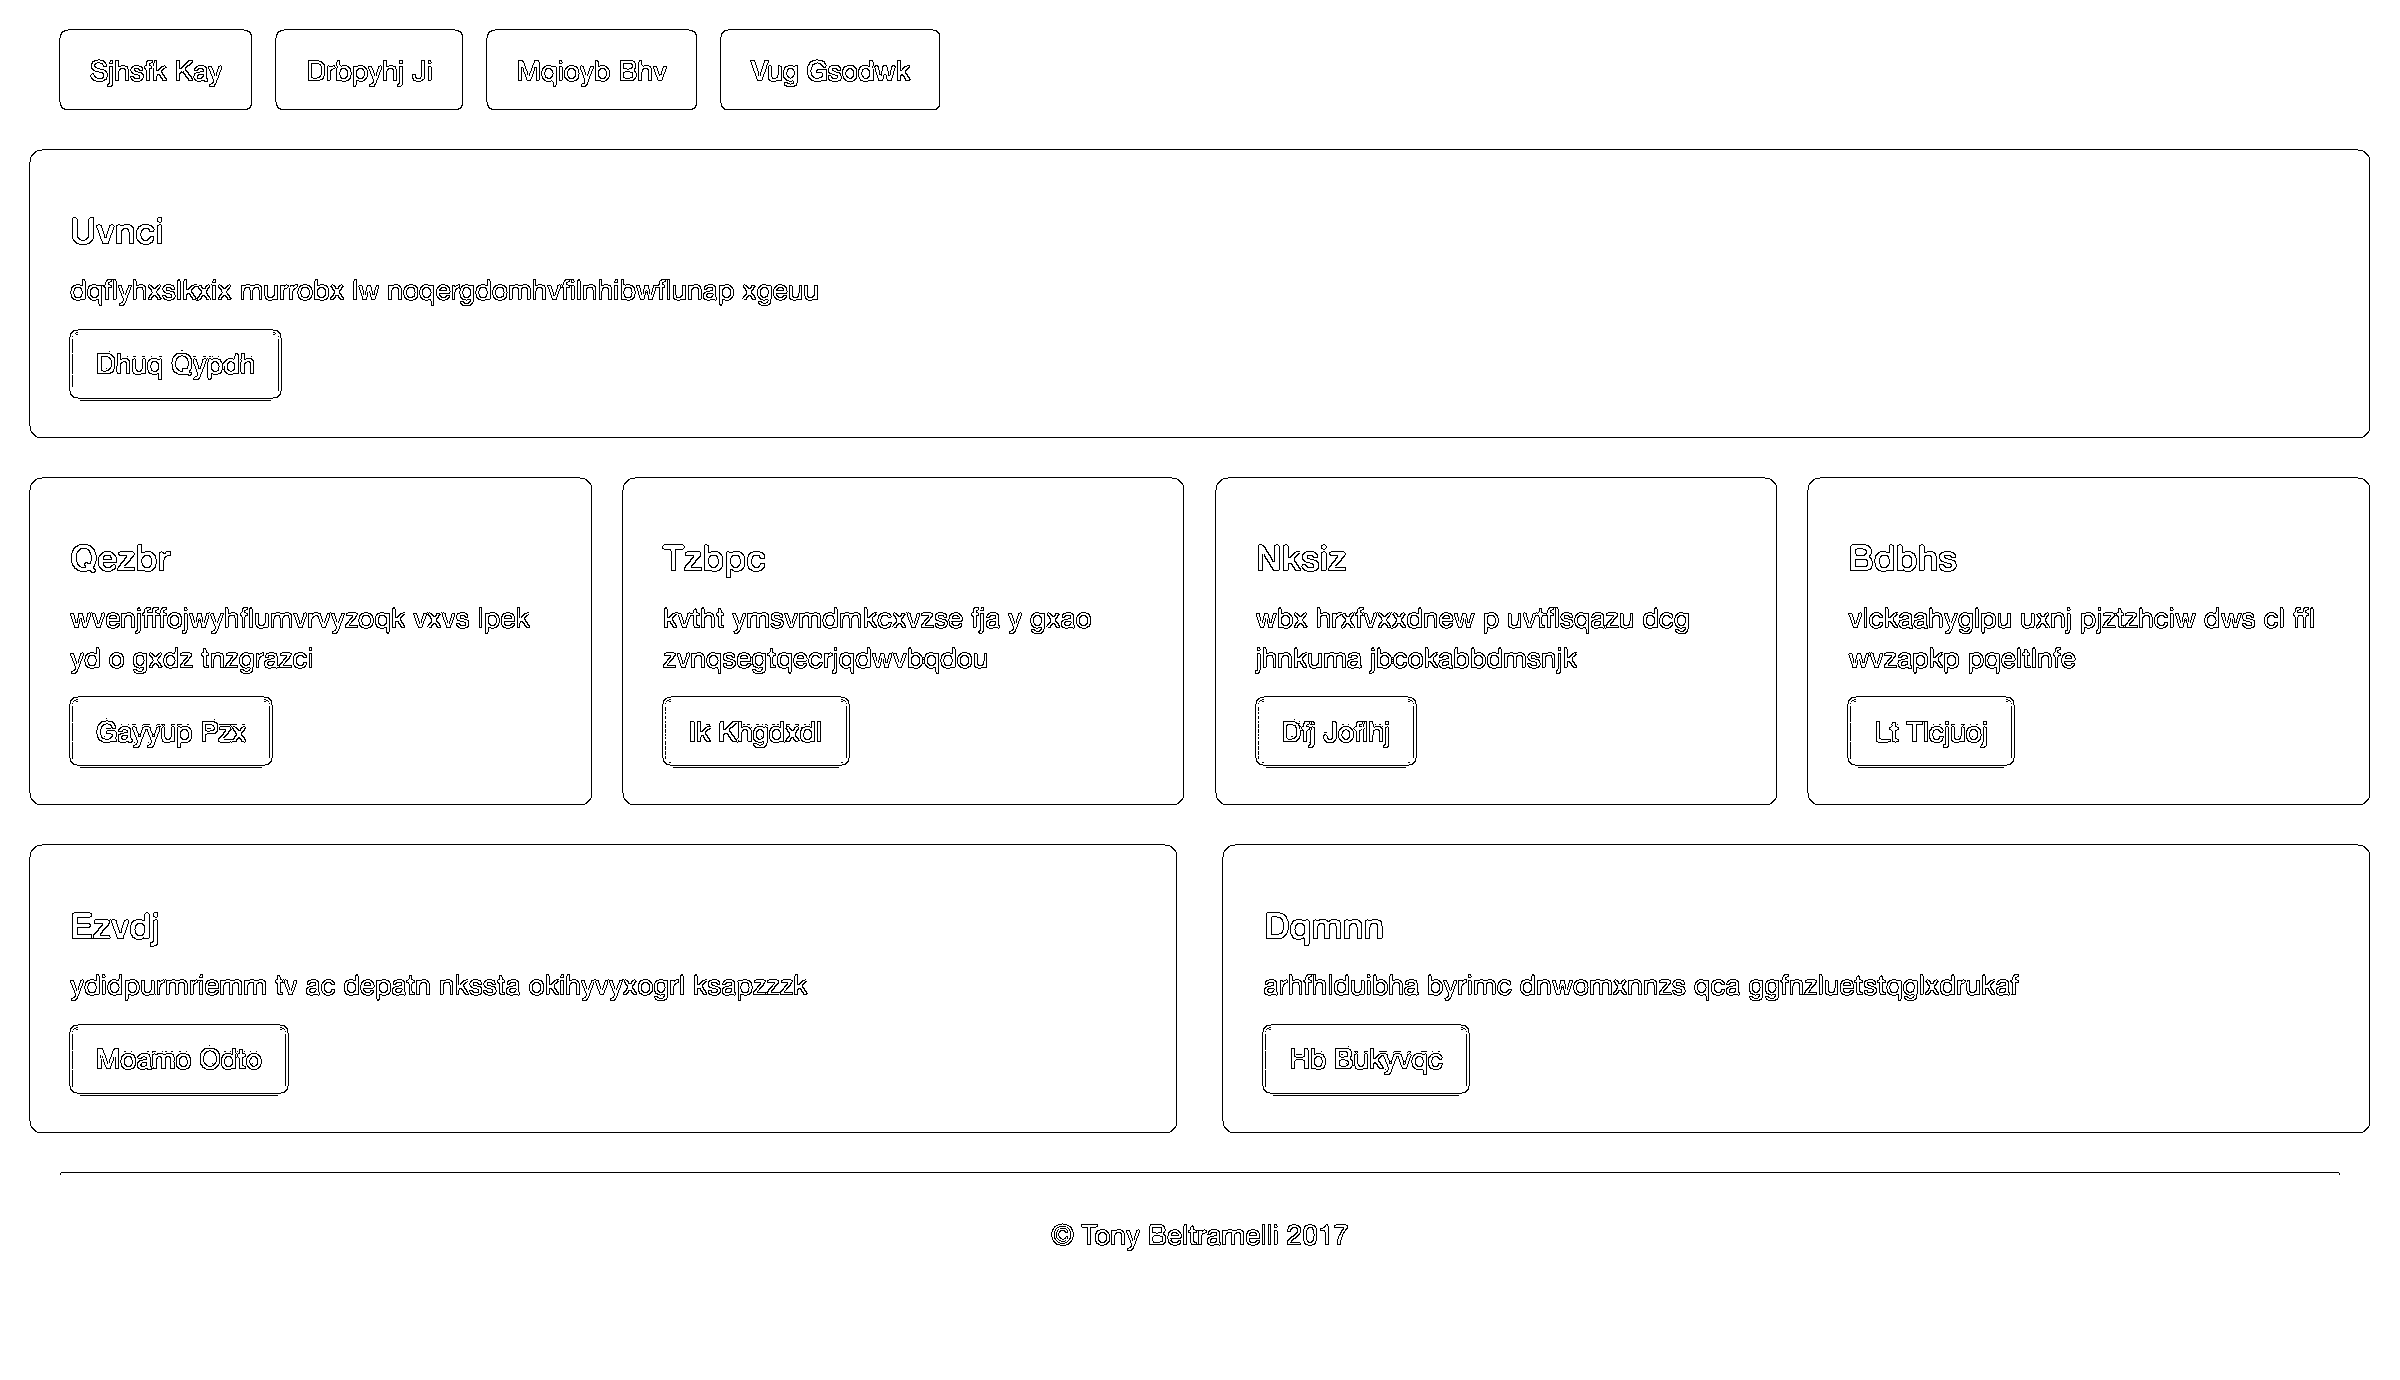 Sjhsfk Kay
Drbpyhj Ji
Mqioyb Bhv
Vug Gsodwk
Uvnci
dqflyhxslkxix murrobx lw noqergdomhvfilnhibwflunap xgeuu
Dhuq Qypdh
Qezbr
wvenjfffojwyhflumvrvyzoqk vxvs lpek
yd o gxdz tnzgrazci
Gayyup Pzx
Tzbpc
kvtht ymsvmdmkcxvzse fja y gxao
zvnqsegtqecrjqdwvbqdou
Ik Khgdxdl
Nksiz
wbx hrxfvxxdnew p uvtflsqazu dcg
jhnkuma jbcokabbdmsnjk
Dfj Joflhj
Bdbhs
vlckaahyglpu uxnj pjztzhciw dws cl ffl
wvzapkp pqeltlnfe
Lt Tlcjuoj
Ezvdj
ydidpurmriemm tv ac depatn nkssta okihyvyxogrl ksapzzzk
Moamo Odto
Dqmnn
arhfhlduibha byrimc dnwomxnnzs qca ggfnzluetstqglxdrukaf
Hb Bukyvqc
© Tony Beltramelli 2017